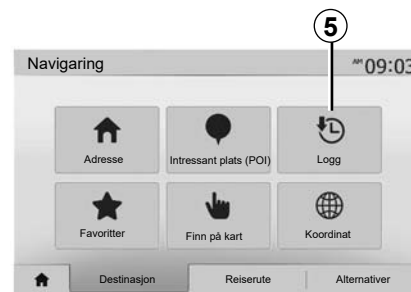 5
Navigaring
AM 09:03
Adresse
Intressant plats (POI)
Logg
Favoritter
Finn på kart
Koordinat
Destinasjon
Reiserute
Alternativer